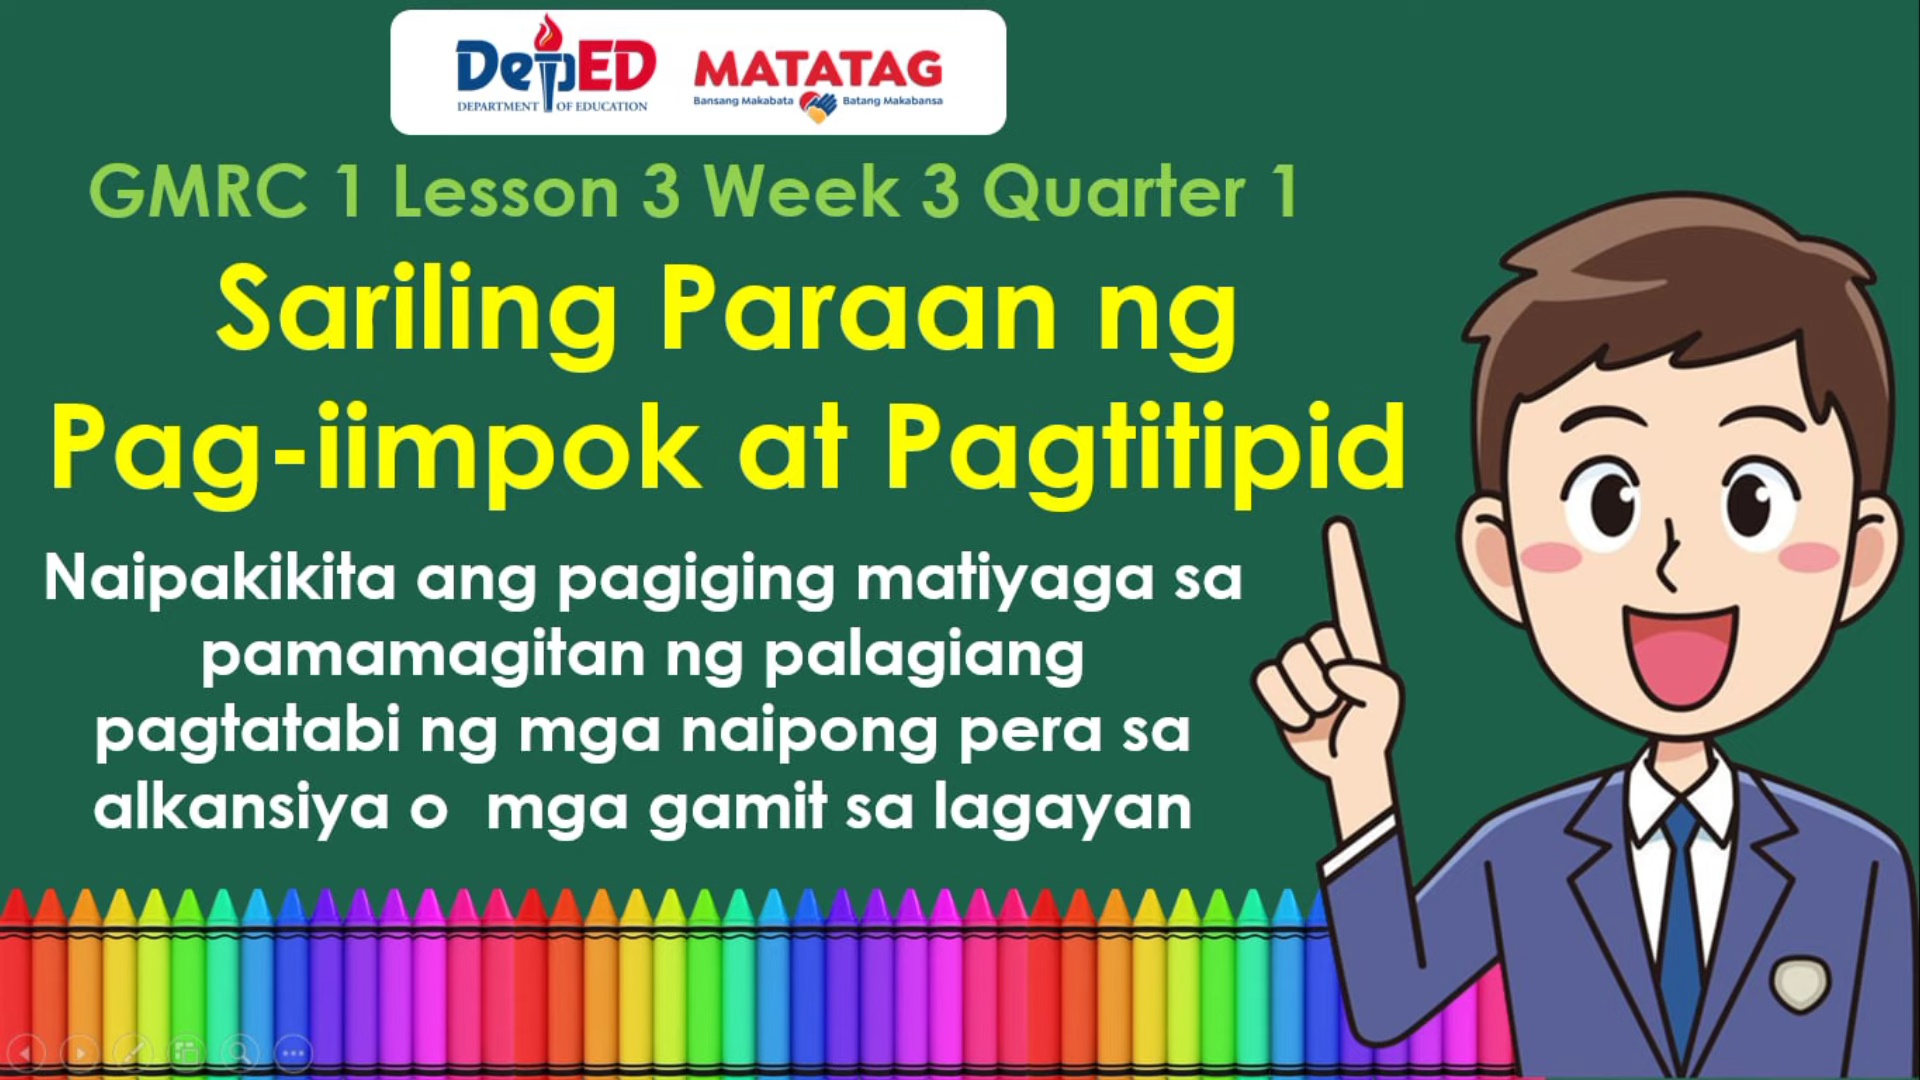 DepED
DEPARTMENT OF EDUCATION
MATATAG
Bansang Makabata Batang Makabansa
GMRC 1 Lesson 3 Week 3 Quarter 1
Sariling Paraan ng
Pag-iimpok at Pagtitipid
Naipakikita ang pagiging matiyaga sa
pamamagitan ng palagiang
pagtatabi ng mga naipong pera sa
alkansiya o mga gamit sa lagayan